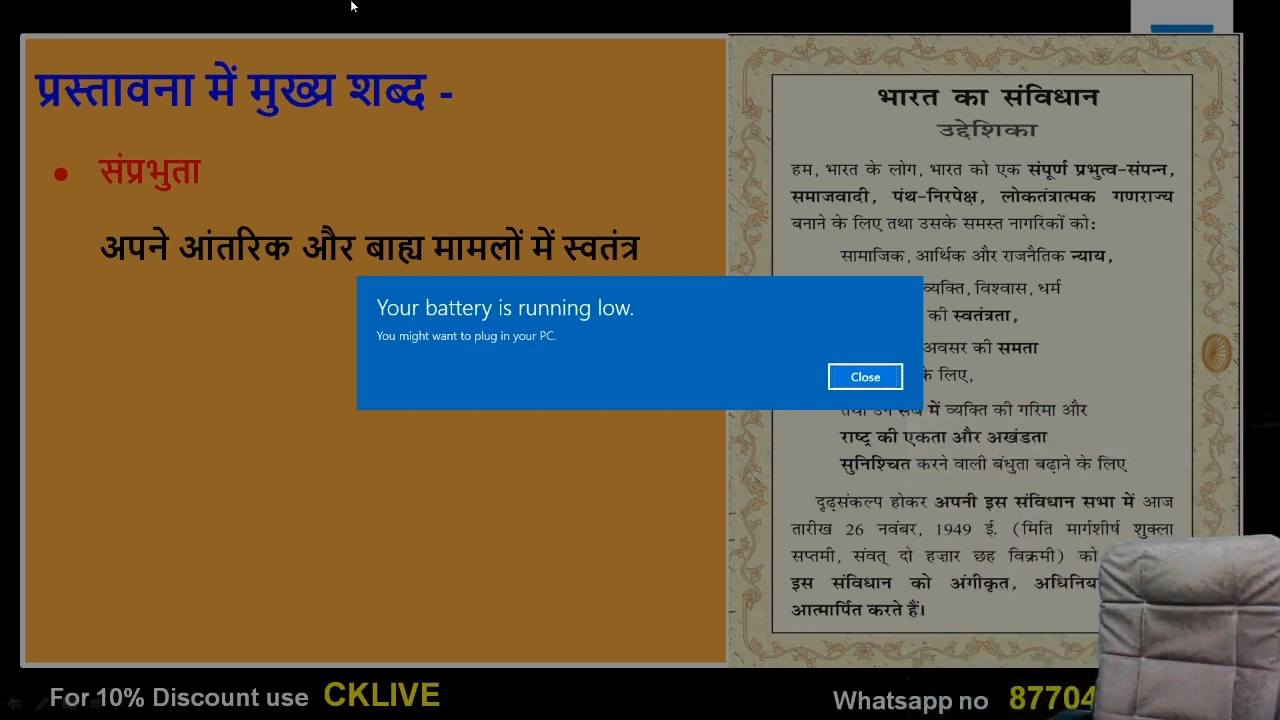 प्रस्तावना में मुख्य शब्द -
• संप्रभुता
अपने आंतरिक और बाह्य मामलों में स्वतंत्र
Your battery is running low.
You might want to plug in your PC.
Close
भारत का संविधान
उद्देशिका
हम, भारत के लोग, भारत को एक संपूर्ण प्रभुत्व-संपन्न,
समाजवादी, पंथ-निरपेक्ष, लोकतंत्रात्मक गणराज्य
बनाने के लिए तथा उसके समस्त नागरिकों को:
सामाजिक, आर्थिक और राजनैतिक न्याय,
व्यक्ति, विश्वास, धर्म
की स्वतंत्रता,
अवसर की समता
के लिए,
तथा उन सब में व्यक्ति की गरिमा और
राष्ट्र की एकता और अखंडता
सुनिश्चित करने वाली बंधुता बढ़ाने के लिए
दृढ़संकल्प होकर अपनी इस संविधान सभा में आज
तारीख 26 नवंबर, 1949 ई. (मिति मार्गशीर्ष शुक्ला
सप्तमी, संवत् दो हज़ार छह विक्रमी) को
इस संविधान को अंगीकृत, अधिनिय
आत्मार्पित करते हैं।
For 10% Discount use CKLIVE
Whatsapp no 87704